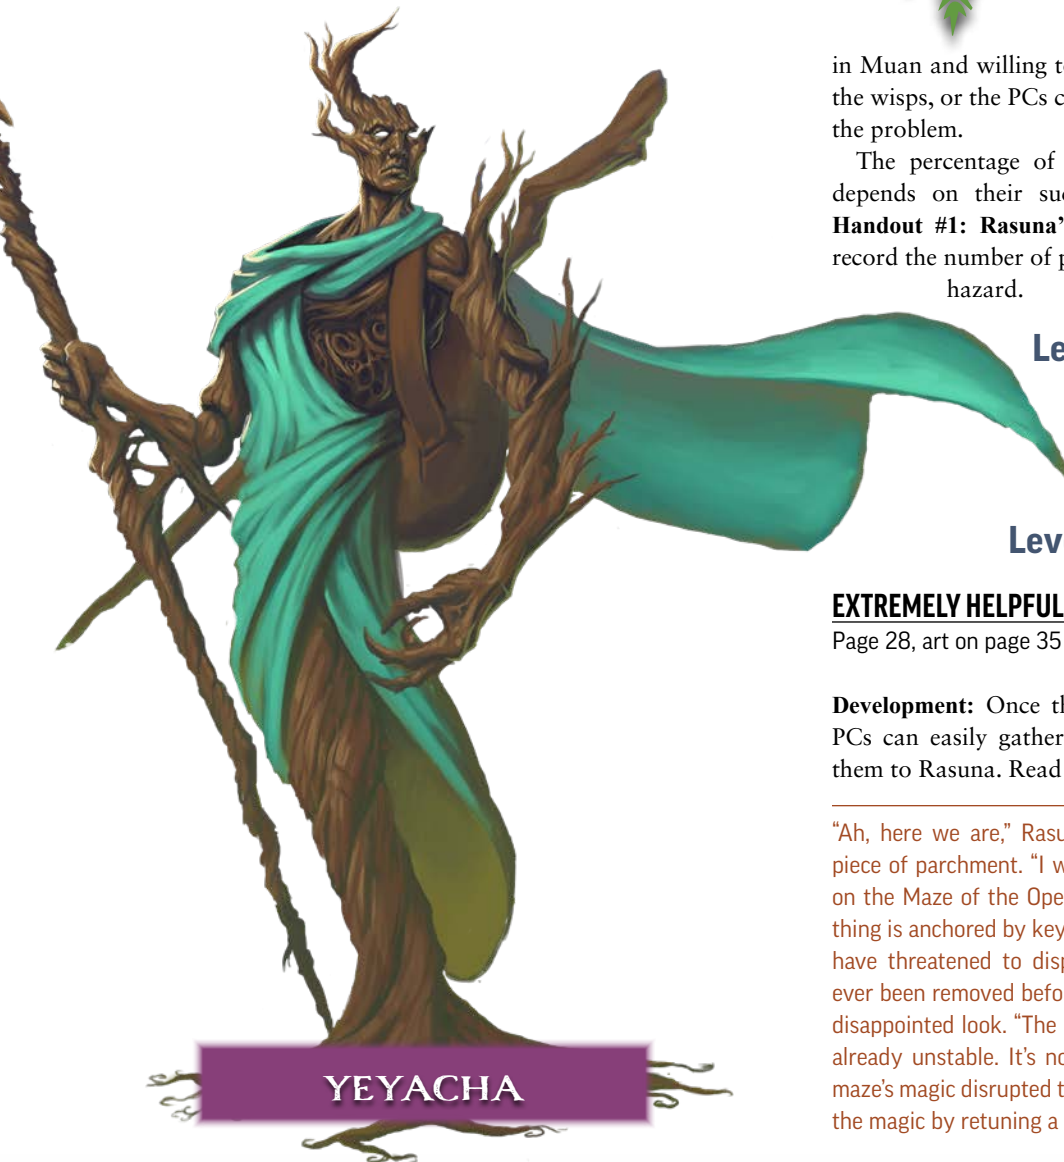 in Muan and willing t
the wisps, or the PCs c
the problem.
The percentage of
depends on their suc
Handout #1: Rasuna’
record the number of p
hazard.
Le
Lev
EXTREMELY HELPFUL
Page 28, art on page 35
Development: Once th
PCs can easily gather
them to Rasuna. Read
“Ah, here we are,” Rasu
piece of parchment. “I w
on the Maze of the Ope
thing is anchored by key
have threatened to disp
ever been removed befo
disappointed look. “The
already unstable. It’s no
maze’s magic disrupted t
the magic by retuning a
YEYACHA